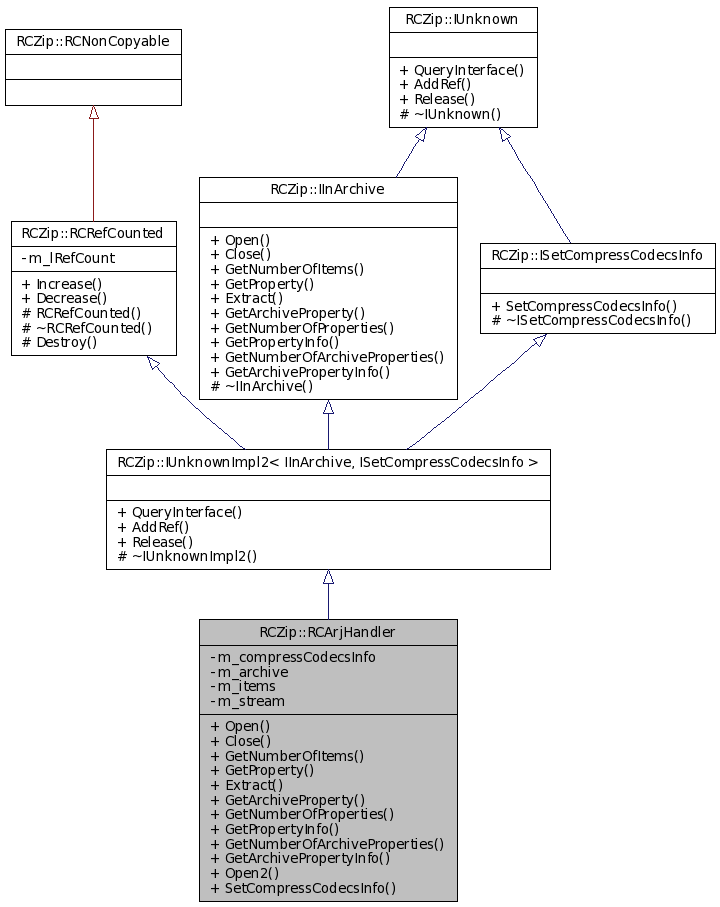 RCZip::RCNonCopyable
RCZip::IUnknown
+ QueryInterface()
+ AddRef()
+ Release()
# ~IUnknown()
RCZip::RCRefCounted
- m_lRefCount
+ Increase()
+ Decrease()
# RCRefCounted()
# ~RCRefCounted()
# Destroy()
RCZip::IInArchive
+ Open()
+ Close()
+ GetNumberOfItems()
+ GetProperty()
+ Extract()
+ GetArchiveProperty()
+ GetNumberOfProperties()
+ GetPropertyInfo()
+ GetNumberOfArchiveProperties()
+ GetArchivePropertyInfo()
# ~IInArchive()
RCZip::ISetCompressCodecsInfo
+ SetCompressCodecsInfo()
# ~ISetCompressCodecsInfo()
RCZip::IUnknownImpl2< IInArchive, ISetCompressCodecsInfo >
+ QueryInterface()
+ AddRef()
+ Release()
# ~IUnknownImpl2()
RCZip::RCArjHandler
- m_compressCodecsInfo
- m_archive
- m_items
- m_stream
+ Open()
+ Close()
+ GetNumberOfItems()
+ GetProperty()
+ Extract()
+ GetArchiveProperty()
+ GetNumberOfProperties()
+ GetPropertyInfo()
+ GetNumberOfArchiveProperties()
+ GetArchivePropertyInfo()
+ Open2()
+ SetCompressCodecsInfo()